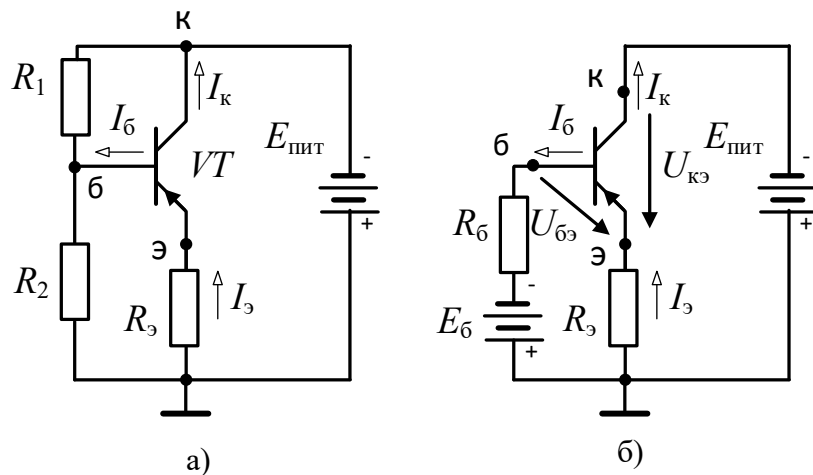 к
R₁
Iк
Iб
Eпит
VT
б
-
+
э
R₂
Rэ
Iэ
а)
к
Iк
Iб
Eпит
б
-
Uкэ
+
Rб
Uбэ
э
-
Eб
+
Rэ
Iэ
б)